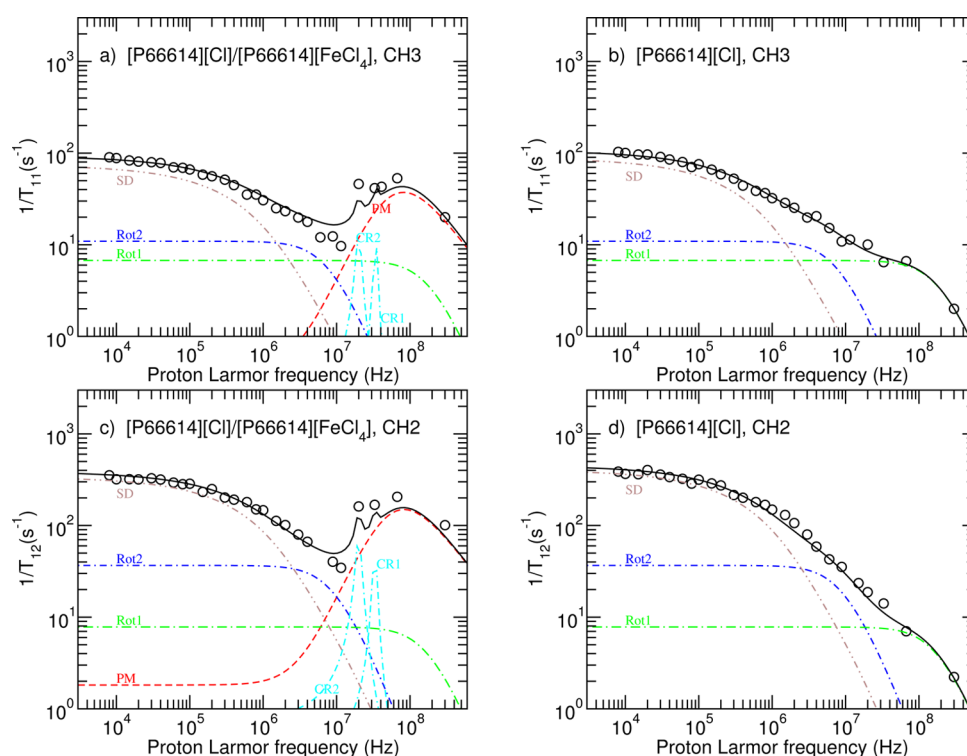 a) [P66614][Cl]/[P66614][FeCl4], CH3
10^3
10^2
10^1
10^0
1/T11(s^-1)
SD
Rot2
Rot1
PM
CR2
CR1
10^4 10^5 10^6 10^7 10^8
Proton Larmor frequency (Hz)
b) [P66614][Cl], CH3
10^3
10^2
10^1
10^0
1/T11(s^-1)
SD
Rot2
Rot1
10^4 10^5 10^6 10^7 10^8
Proton Larmor frequency (Hz)
c) [P66614][Cl]/[P66614][FeCl4], CH2
10^3
10^2
10^1
10^0
1/T12(s^-1)
SD
Rot2
CR1
Rot1
PM
CR2
10^4 10^5 10^6 10^7 10^8
Proton Larmor frequency (Hz)
d) [P66614][Cl], CH2
10^3
10^2
10^1
10^0
1/T12(s^-1)
SD
Rot2
Rot1
10^4 10^5 10^6 10^7 10^8
Proton Larmor frequency (Hz)